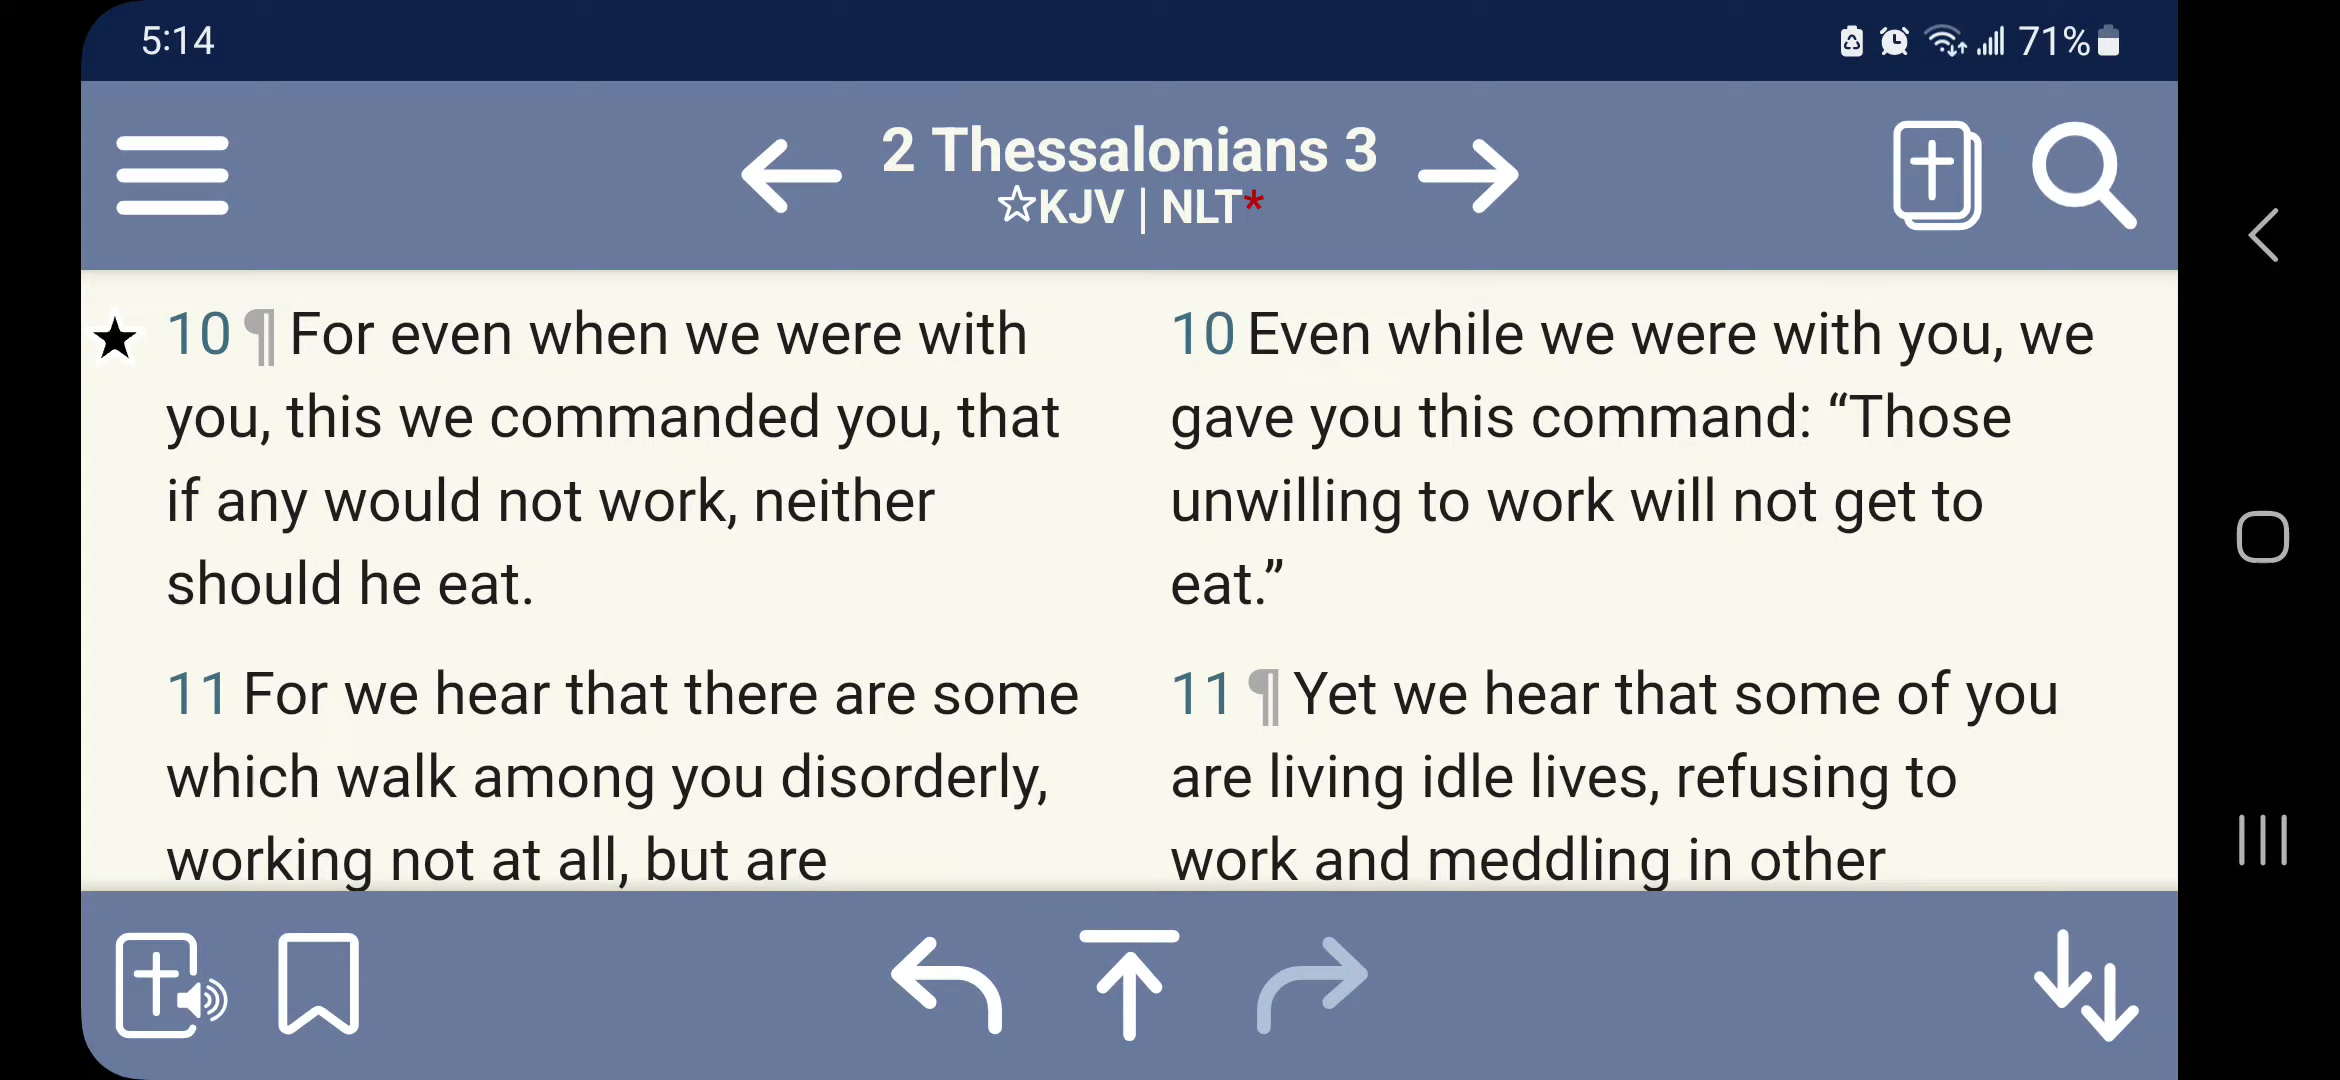 5:14
71%
2 Thessalonians 3
☆KJV | NLT*
10 ¶ For even when we were with
you, this we commanded you, that
if any would not work, neither
should he eat.
11 For we hear that there are some
which walk among you disorderly,
working not at all, but are
10 Even while we were with you, we
gave you this command: “Those
unwilling to work will not get to
eat.”
11 ¶ Yet we hear that some of you
are living idle lives, refusing to
work and meddling in other